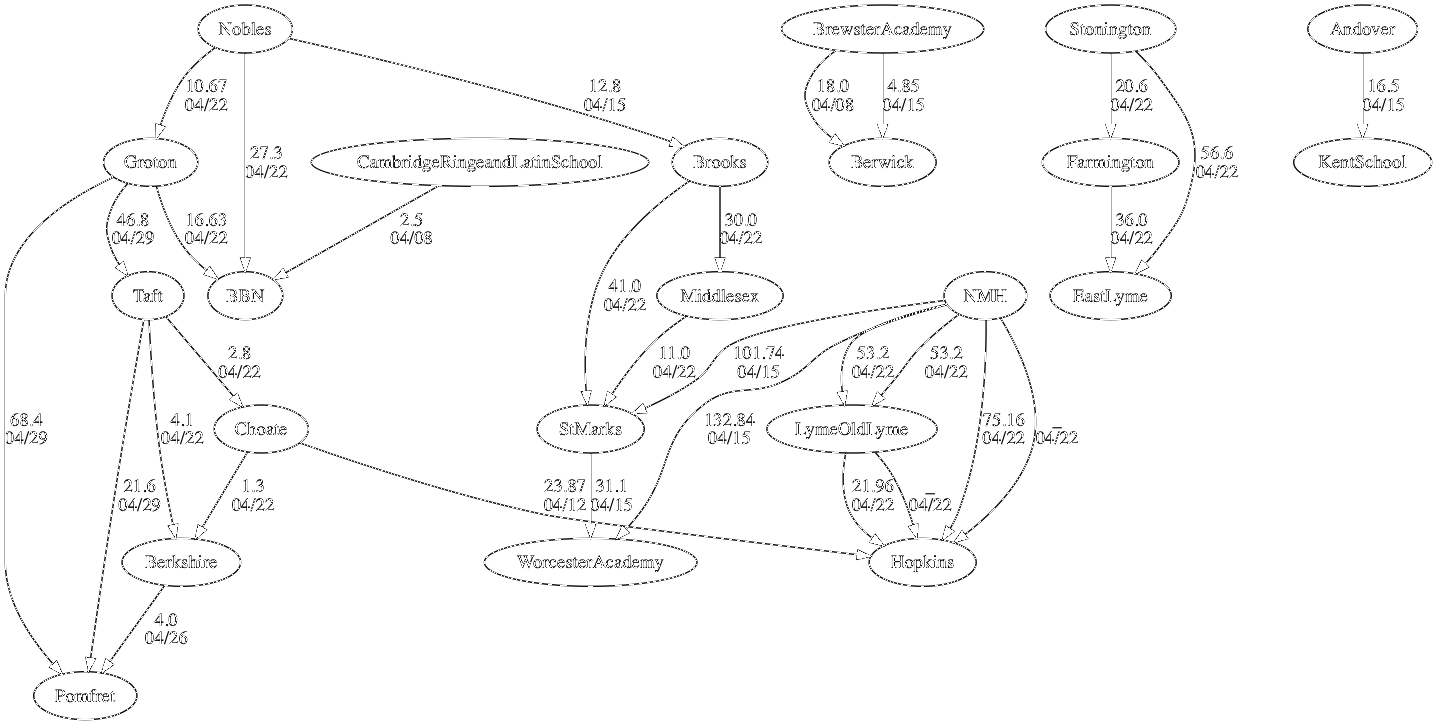 Nobles
BrewsterAcademy
Stonington
Andover
10.67
04/22
12.8
04/15
18.0
04/08
4.85
04/15
20.6
04/22
16.5
04/15
Groton
27.3
04/22
CambridgeRingeandLatinSchool
Brooks
Berwick
Farmington
56.6
04/22
KentSchool
46.8
04/29
16.63
04/22
2.5
04/08
30.0
04/22
36.0
04/22
Taft
BBN
41.0
04/22
Middlesex
NMH
EastLyme
2.8
04/22
11.0
04/22
101.74
04/15
53.2
04/22
53.2
04/22
68.4
04/29
4.1
04/22
Choate
StMarks
132.84
04/15
LymeOldLyme
75.16
04/22
_
04/22
21.6
04/29
1.3
04/22
23.87
04/12
31.1
04/15
21.96
04/22
_
04/22
Berkshire
WorcesterAcademy
Hopkins
4.0
04/26
Pomfret